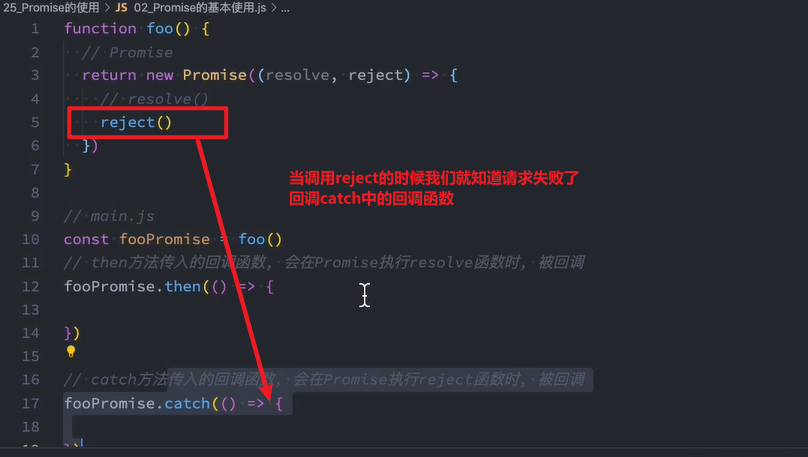 25_Promise的使用 > JS 02_Promise的基本使用.js > ...
1 function foo() {
2 // Promise
3 return new Promise((resolve, reject) => {
4 // resolve()
5 reject()
6 })
7 }
8
当调用reject的时候我们就知道请求失败了
回调catch中的回调函数
9 // main.js
10 const fooPromise = foo()
11 // then方法传入的回调函数, 会在Promise执行resolve函数时, 被回调
12 fooPromise.then(() => {
13
14 })
15
16 // catch方法传入的回调函数, 会在Promise执行reject函数时, 被回调
17 fooPromise.catch(() => {
18